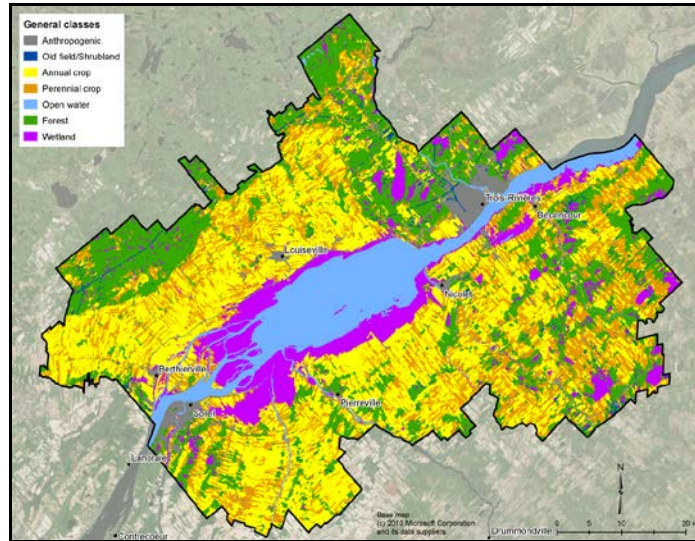 General classes
Anthropogenic
Old field/Shrubland
Annual crop
Perennial crop
Open water
Forest
Wetland
Trois-Rivières
Bécancour
Louiseville
Nicolet
Berthierville
Sorel
Pierreville
Lanoraie
Contrecoeur
Drummondville
N
Base map
(c) 2010 Microsoft Corporation
and its data suppliers
0 5 10 20